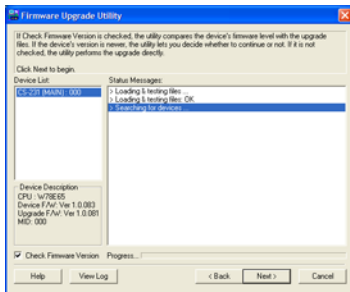 Firmware Upgrade Utility
If Check Firmware Version is checked, the utility compares the device's firmware level with the upgrade
files. If the device's version is newer, the utility lets you decide whether to continue or not. If it is not
checked, the utility performs the upgrade directly.
Click Next to begin.
Device List:
Status Messages:
CS-231 (MAIN) : 000
> Loading & testing files ...
> Loading & testing files: OK
> Searching for devices ...
Device Description
CPU : W78E65
Device F/W: Ver 1.0.083
Upgrade F/W: Ver 1.0.081
MID: 000
Check Firmware Version
Progress...
Help
View Log
< Back
Next >
Cancel